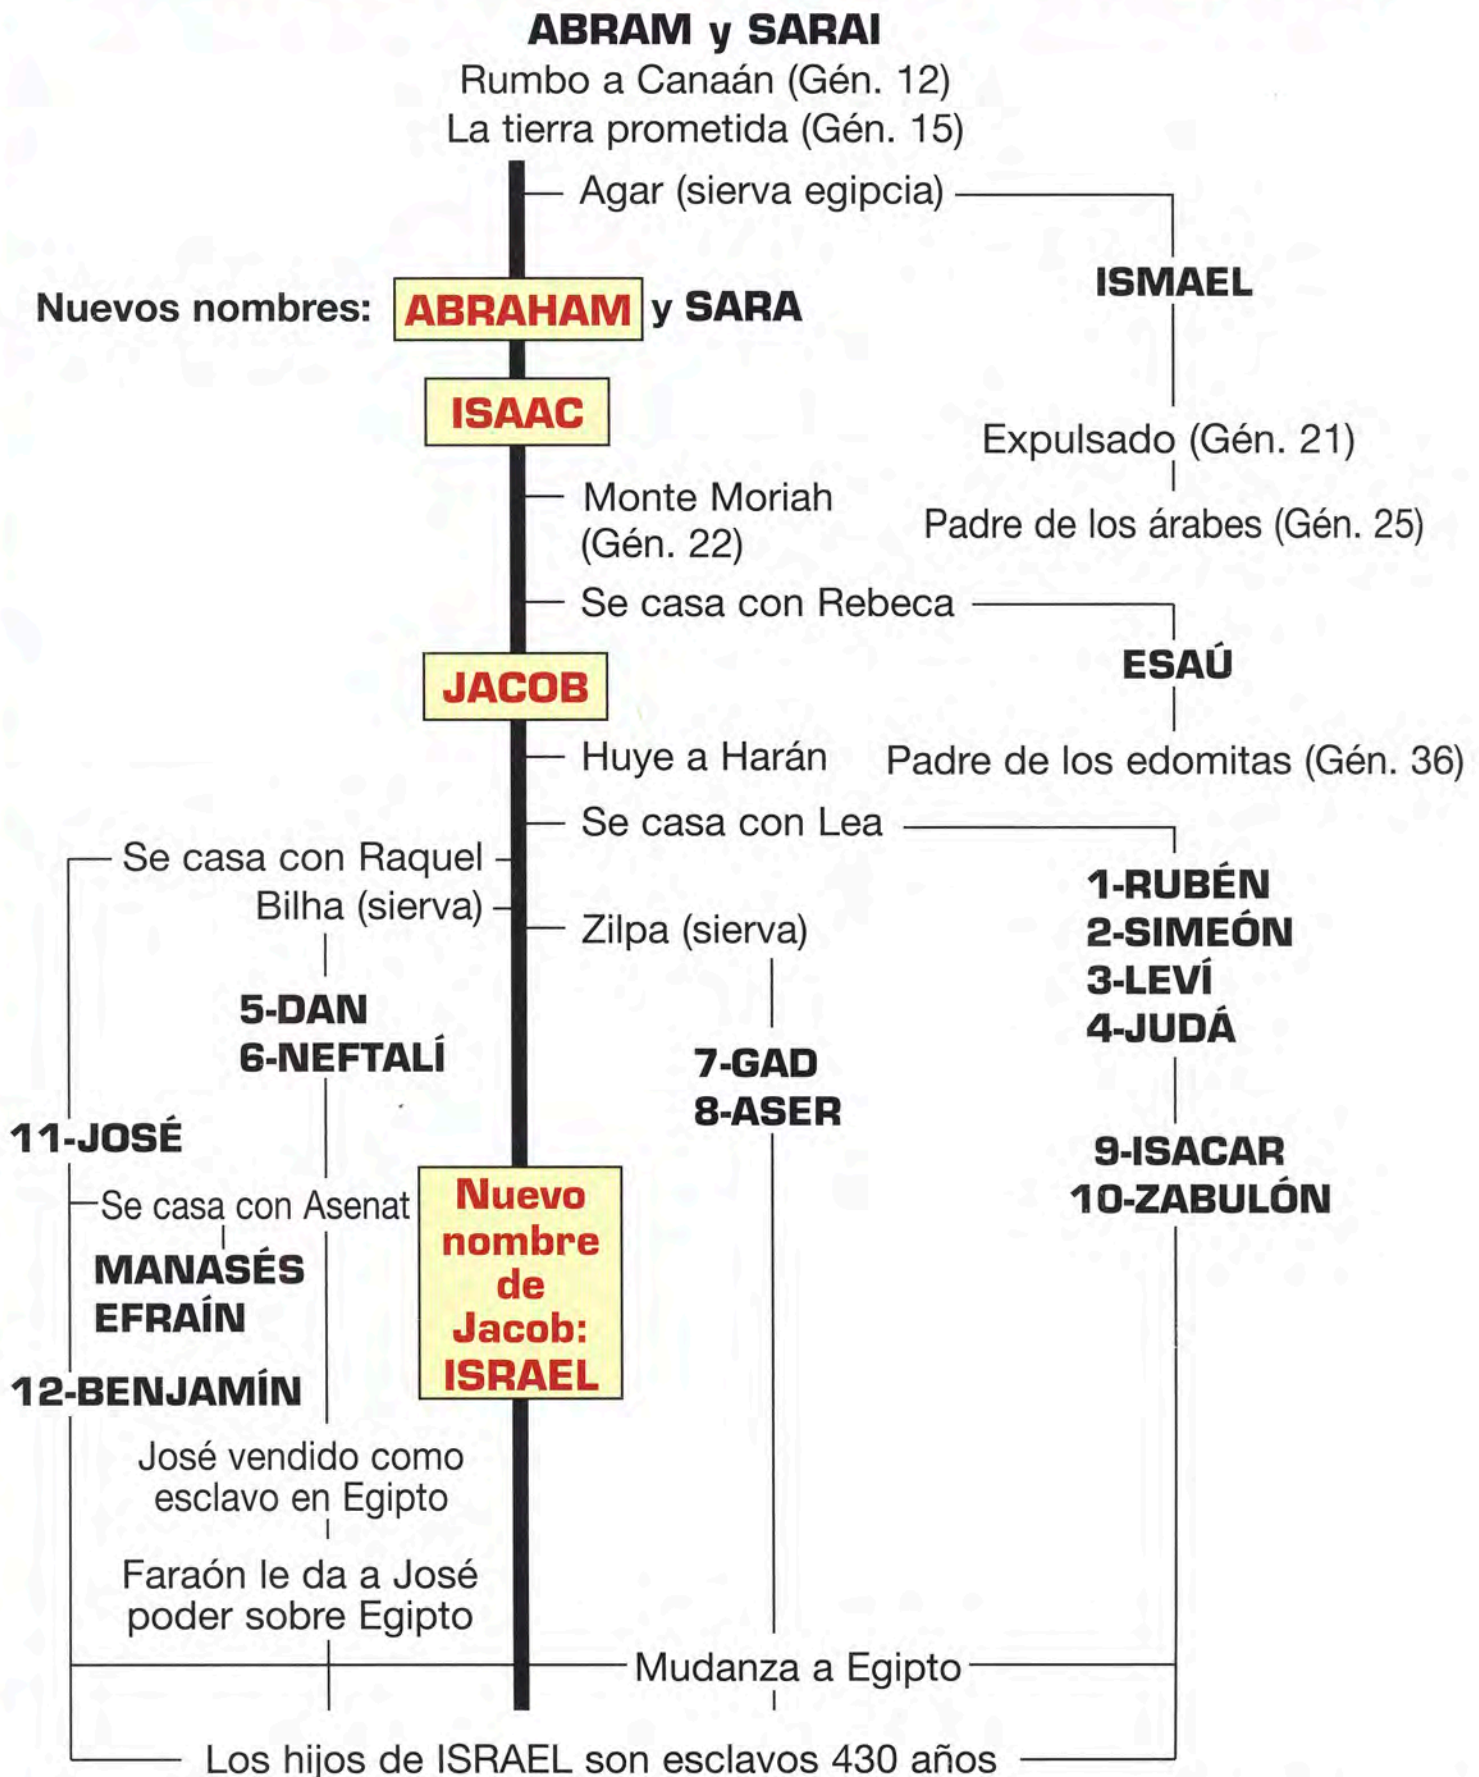 ABRAM y SARAI
Rumbo a Canaán (Gén. 12)
La tierra prometida (Gén. 15)
Agar (sierva egipcia)
ISMAEL
Nuevos nombres: ABRAHAM y SARA
ISAAC
Expulsado (Gén. 21)
Monte Moriah
(Gén. 22)
Padre de los árabes (Gén. 25)
Se casa con Rebeca
ESAÚ
JACOB
Huye a Harán
Padre de los edomitas (Gén. 36)
Se casa con Lea
Se casa con Raquel
Bilha (sierva)
Zilpa (sierva)
1-RUBÉN
2-SIMEÓN
3-LEVÍ
4-JUDÁ
5-DAN
6-NEFTALÍ
7-GAD
8-ASER
11-JOSÉ
9-ISACAR
10-ZABULÓN
Se casa con Asenat
MANASÉS
EFRAÍN
Nuevo
nombre
de
Jacob:
ISRAEL
12-BENJAMÍN
José vendido como
esclavo en Egipto
Faraón le da a José
poder sobre Egipto
Mudanza a Egipto
Los hijos de ISRAEL son esclavos 430 años